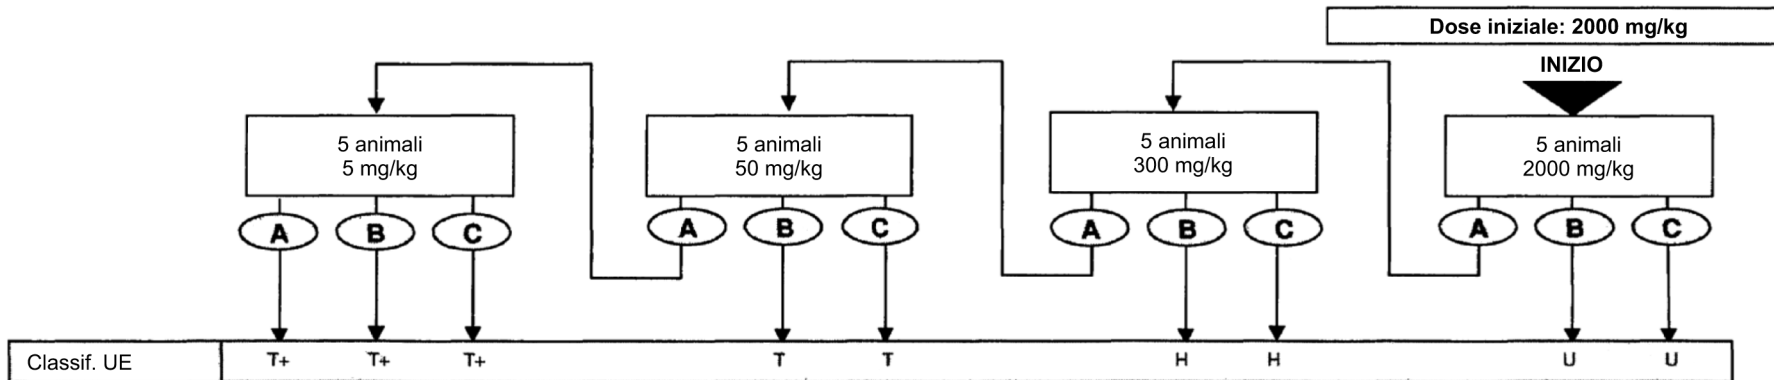 Dose iniziale: 2000 mg/kg
INIZIO
5 animali
5 mg/kg
5 animali
50 mg/kg
5 animali
300 mg/kg
5 animali
2000 mg/kg
A B C A B C A B C A B C
Classif. UE T+ T+ T+ T T H H U U